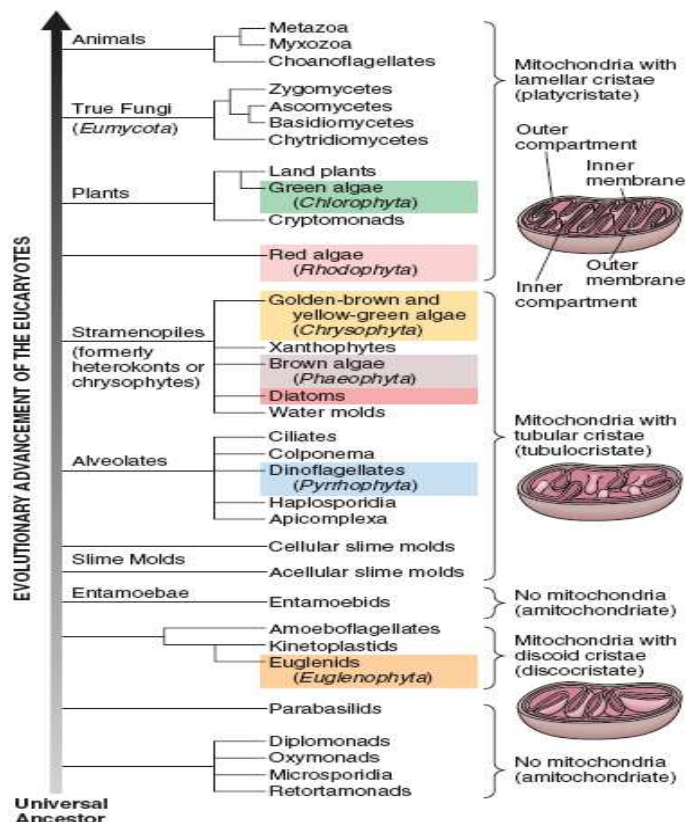 EVOLUTIONARY ADVANCEMENT OF THE EUCARYOTES
Animals
Metazoa
Myxozoa
Choanoflagellates
True Fungi
(Eumycota)
Zygomycetes
Ascomycetes
Basidiomycetes
Chytridiomycetes
Plants
Land plants
Green algae
(Chlorophyta)
Cryptomonads
Red algae
(Rhodophyta)
Mitochondria with
lamellar cristae
(platycristate)
Outer
compartment
Inner
membrane
Outer
membrane
Inner
compartment
Stramenopiles
(formerly
heterokonts or
chrysophytes)
Golden-brown and
yellow-green algae
(Chrysophyta)
Xanthophytes
Brown algae
(Phaeophyta)
Diatoms
Water molds
Alveolates
Ciliates
Colponema
Dinoflagellates
(Pyrrhophyta)
Haplosporidia
Apicomplexa
Slime Molds
Cellular slime molds
Acellular slime molds
Mitochondria with
tubular cristae
(tubulocristate)
Entamoebae
Entamoebids
No mitochondria
(amitochondriate)
Amoeboflagellates
Kinetoplastids
Euglenids
(Euglenophyta)
Mitochondria with
discoid cristae
(discocristate)
Parabasilids
Diplomonads
Oxymonads
Microsporidia
Retortamonads
No mitochondria
(amitochondriate)
Universal
Ancestor